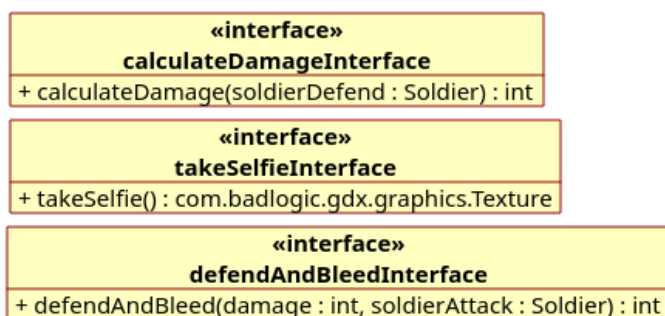 «interface»
calculateDamageInterface
+ calculateDamage(soldierDefend : Soldier) : int
«interface»
takeSelfieInterface
+ takeSelfie() : com.badlogic.gdx.graphics.Texture
«interface»
defendAndBleedInterface
+ defendAndBleed(damage : int, soldierAttack : Soldier) : int